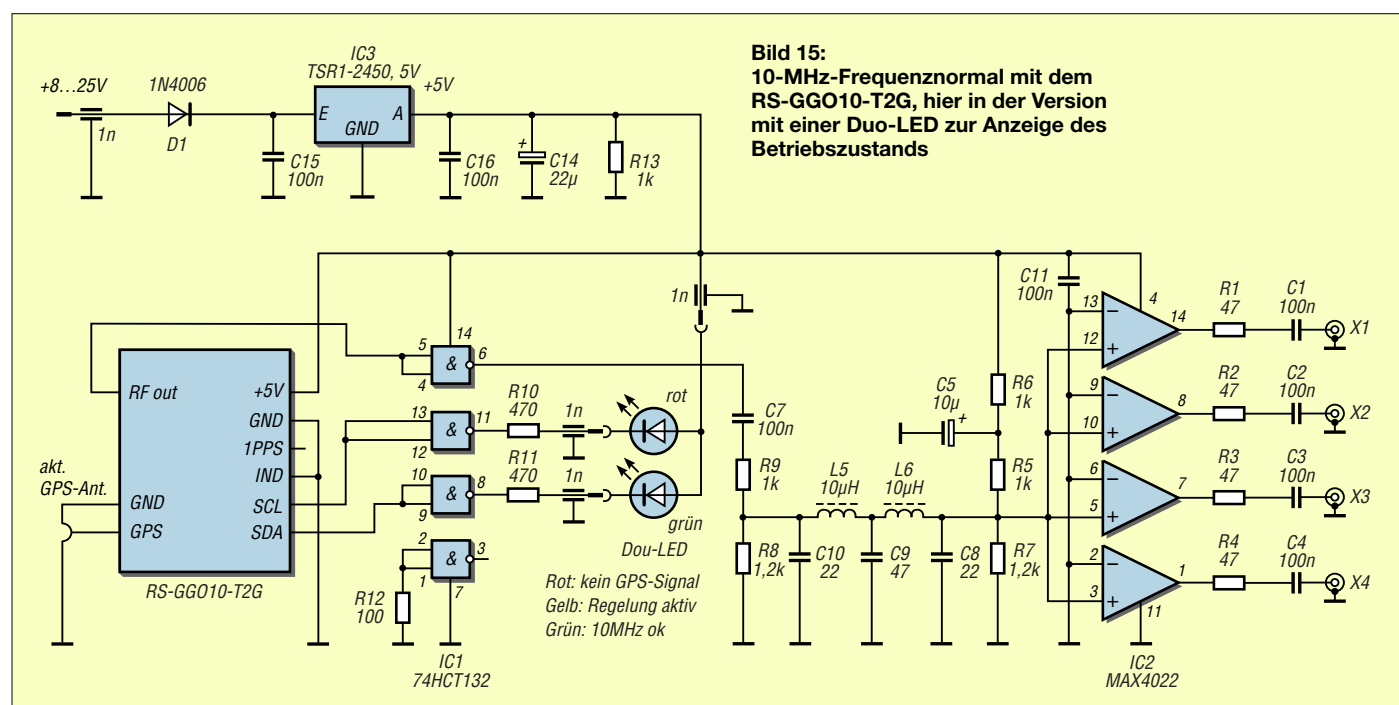 Bild 15:
10-MHz-Frequenznormal mit dem
RS-GGO10-T2G, hier in der Version
mit einer Duo-LED zur Anzeige des
Betriebszustands
+8...25V
1n
1N4006
D1
C15
100n
IC3
TSR1-2450, 5V
E
GND
A
+5V
C16
100n
+
C14
22µ
R13
1k
RF out
+5V
GND
1PPS
IND
SCL
SDA
GND
GPS
akt.
GPS-Ant.
RS-GGO10-T2G
14
5
4
&
6
13
12
&
11
10
9
&
8
2
1
&
3
7
R12
100
IC1
74HCT132
R10
470
1n
R11
470
1n
1n
rot
grün
Dou-LED
Rot: kein GPS-Signal
Gelb: Regelung aktiv
Grün: 10MHz ok
C7
100n
R9
1k
R8
1,2k
C10
22
L5
10µH
C9
47
L6
10µH
C8
22
C5
10µ
+
R6
1k
R5
1k
R7
1,2k
C11
100n
13
−
12
+
4
14
9
−
10
+
8
6
−
5
+
7
2
−
3
+
1
11
IC2
MAX4022
R1
47
C1
100n
X1
R2
47
C2
100n
X2
R3
47
C3
100n
X3
R4
47
C4
100n
X4